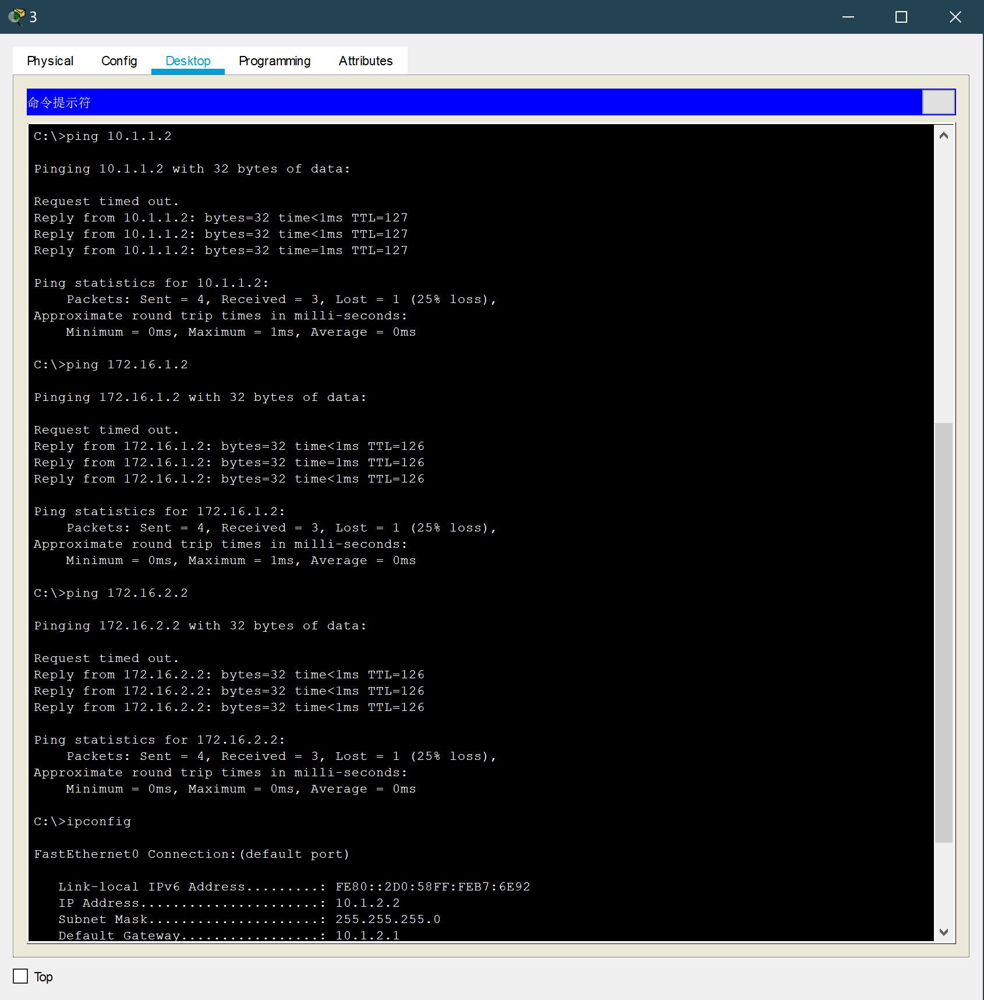 3
Physical Config Desktop Programming Attributes
命令提示符
C:\>ping 10.1.1.2
Pinging 10.1.1.2 with 32 bytes of data:
Request timed out.
Reply from 10.1.1.2: bytes=32 time<1ms TTL=127
Reply from 10.1.1.2: bytes=32 time<1ms TTL=127
Reply from 10.1.1.2: bytes=32 time=1ms TTL=127
Ping statistics for 10.1.1.2:
    Packets: Sent = 4, Received = 3, Lost = 1 (25% loss),
Approximate round trip times in milli-seconds:
    Minimum = 0ms, Maximum = 1ms, Average = 0ms
C:\>ping 172.16.1.2
Pinging 172.16.1.2 with 32 bytes of data:
Request timed out.
Reply from 172.16.1.2: bytes=32 time<1ms TTL=126
Reply from 172.16.1.2: bytes=32 time=1ms TTL=126
Reply from 172.16.1.2: bytes=32 time<1ms TTL=126
Ping statistics for 172.16.1.2:
    Packets: Sent = 4, Received = 3, Lost = 1 (25% loss),
Approximate round trip times in milli-seconds:
    Minimum = 0ms, Maximum = 1ms, Average = 0ms
C:\>ping 172.16.2.2
Pinging 172.16.2.2 with 32 bytes of data:
Request timed out.
Reply from 172.16.2.2: bytes=32 time<1ms TTL=126
Reply from 172.16.2.2: bytes=32 time<1ms TTL=126
Reply from 172.16.2.2: bytes=32 time<1ms TTL=126
Ping statistics for 172.16.2.2:
    Packets: Sent = 4, Received = 3, Lost = 1 (25% loss),
Approximate round trip times in milli-seconds:
    Minimum = 0ms, Maximum = 0ms, Average = 0ms
C:\>ipconfig
FastEthernet0 Connection:(default port)
   Link-local IPv6 Address.........: FE80::2D0:58FF:FEB7:6E92
   IP Address......................: 10.1.2.2
   Subnet Mask.....................: 255.255.255.0
   Default Gateway.................: 10.1.2.1
Top